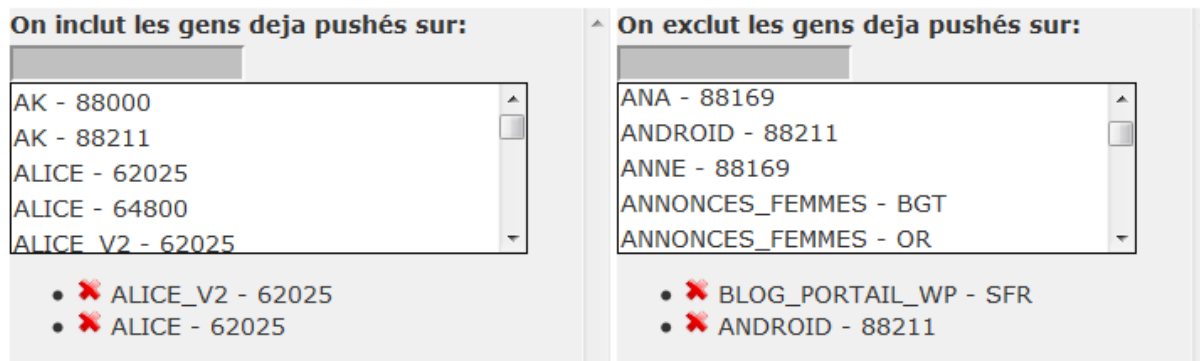 On inclut les gens deja pushés sur:
AK - 88000
AK - 88211
ALICE - 62025
ALICE - 64800
ALICE_V2 - 62025
ALICE_V2 - 62025
ALICE - 62025
On exclut les gens deja pushés sur:
ANA - 88169
ANDROID - 88211
ANNE - 88169
ANNONCES_FEMMES - BGT
ANNONCES_FEMMES - OR
BLOG_PORTAIL_WP - SFR
ANDROID - 88211